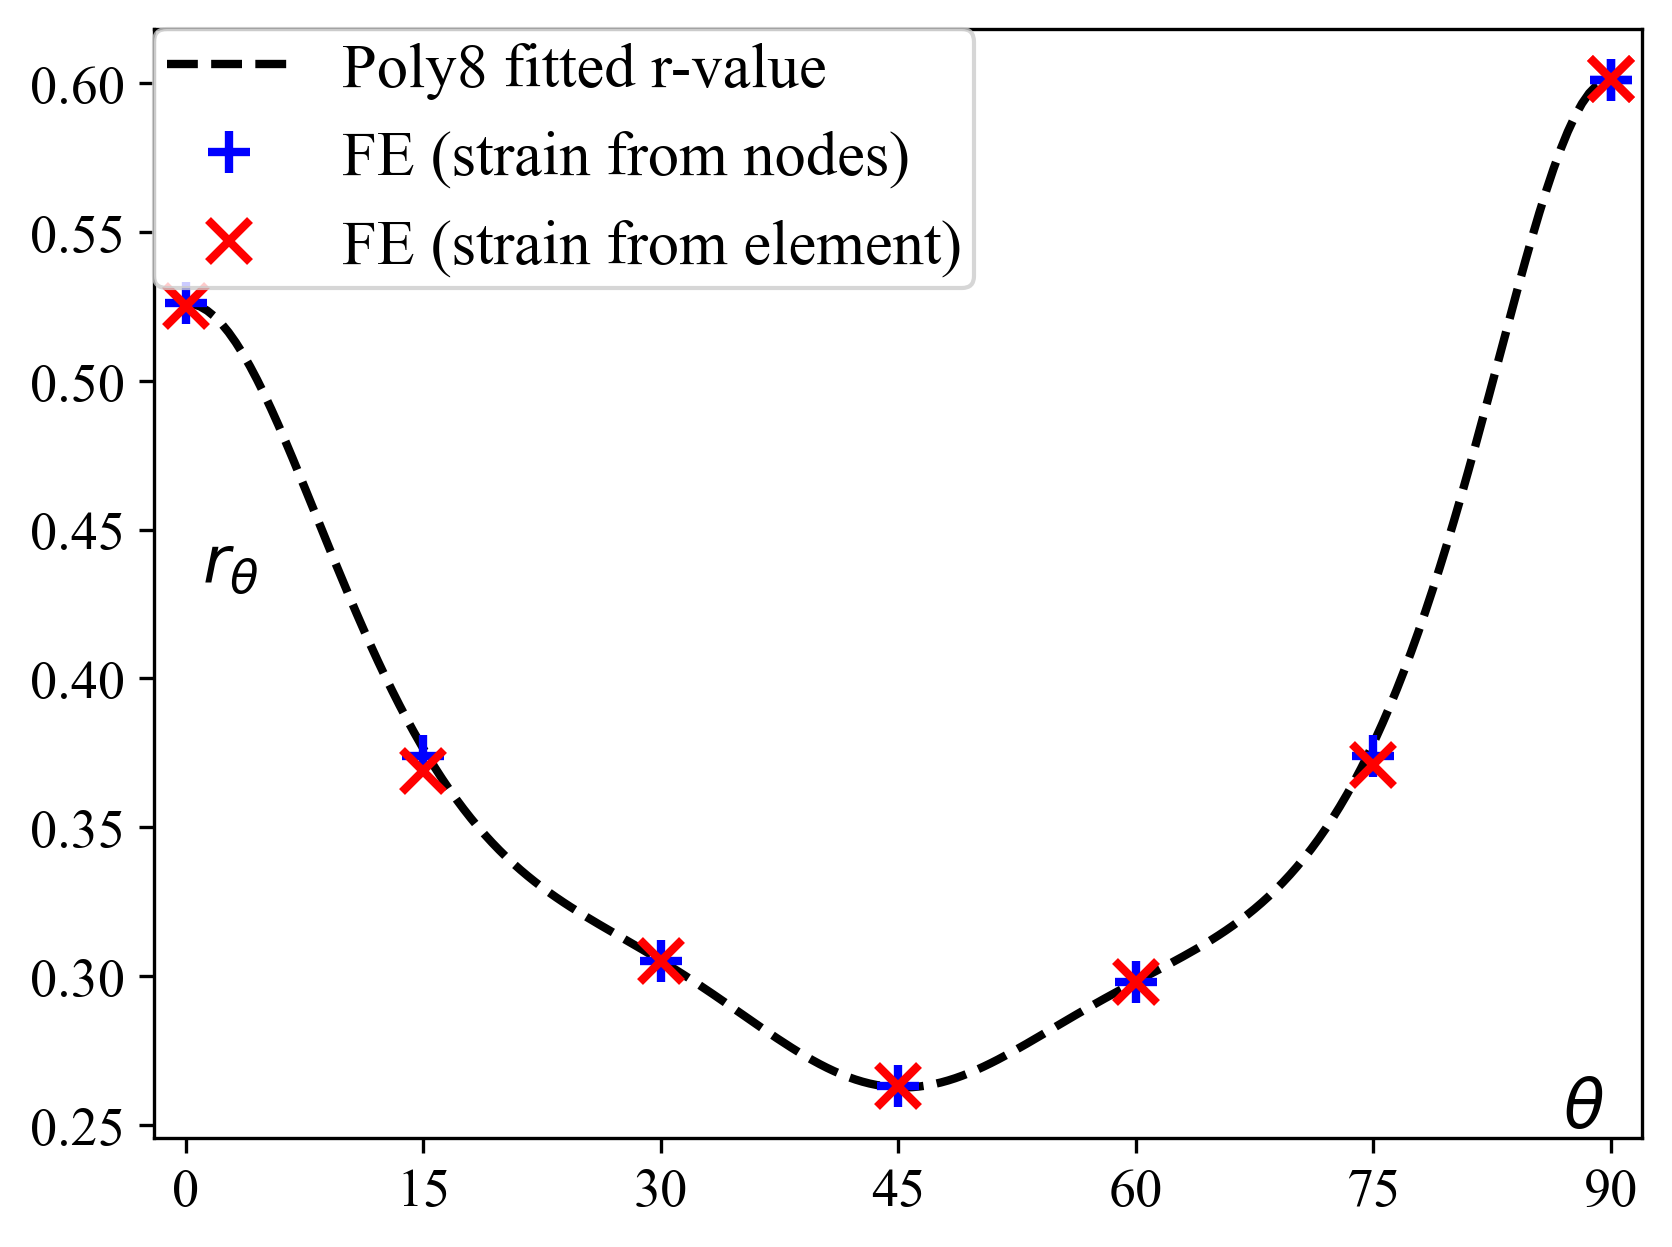 Poly8 fitted r-value
FE (strain from nodes)
FE (strain from element)
0.60
0.55
0.50
0.45
0.40
0.35
0.30
0.25
r_θ
θ
0 15 30 45 60 75 90